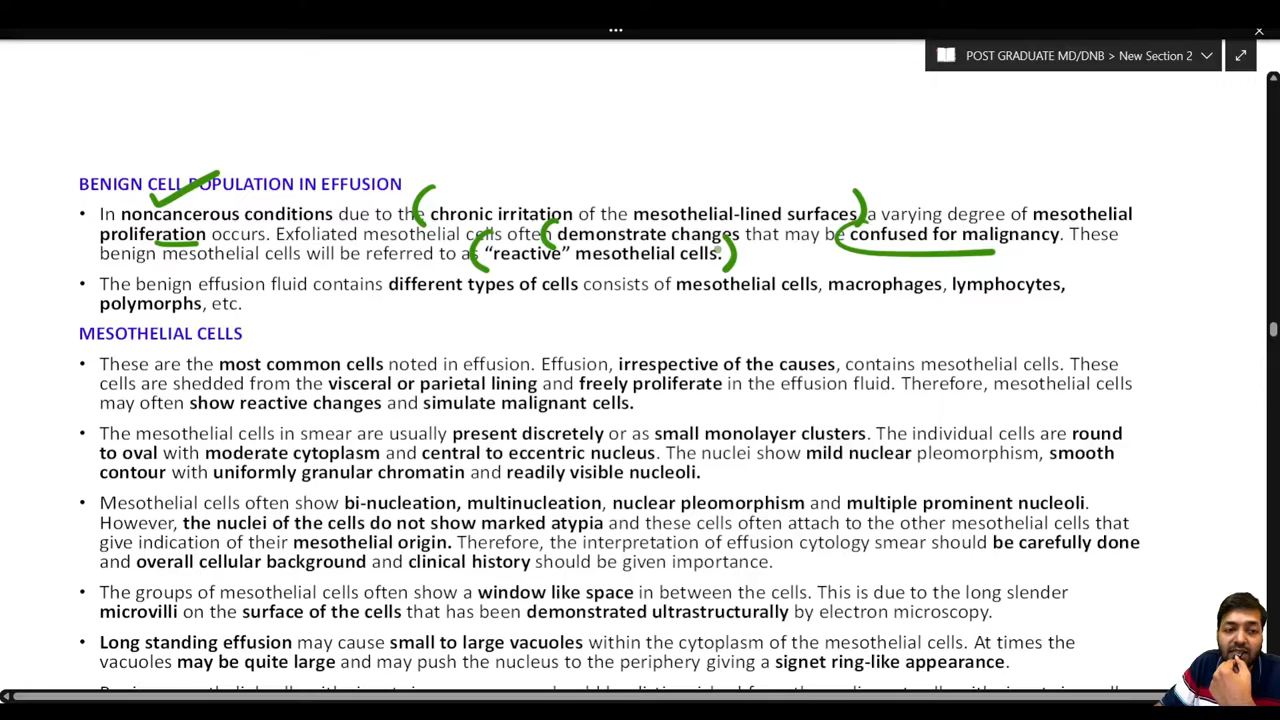 POST GRADUATE MD/DNB > New Section 2
BENIGN CELL POPULATION IN EFFUSION
• In noncancerous conditions due to the chronic irritation of the mesothelial-lined surfaces, a varying degree of mesothelial
proliferation occurs. Exfoliated mesothelial cells often demonstrate changes that may be confused for malignancy. These
benign mesothelial cells will be referred to as “reactive” mesothelial cells.
• The benign effusion fluid contains different types of cells consists of mesothelial cells, macrophages, lymphocytes,
polymorphs, etc.
MESOTHELIAL CELLS
• These are the most common cells noted in effusion. Effusion, irrespective of the causes, contains mesothelial cells. These
cells are shedded from the visceral or parietal lining and freely proliferate in the effusion fluid. Therefore, mesothelial cells
may often show reactive changes and simulate malignant cells.
• The mesothelial cells in smear are usually present discretely or as small monolayer clusters. The individual cells are round
to oval with moderate cytoplasm and central to eccentric nucleus. The nuclei show mild nuclear pleomorphism, smooth
contour with uniformly granular chromatin and readily visible nucleoli.
• Mesothelial cells often show bi-nucleation, multinucleation, nuclear pleomorphism and multiple prominent nucleoli.
However, the nuclei of the cells do not show marked atypia and these cells often attach to the other mesothelial cells that
give indication of their mesothelial origin. Therefore, the interpretation of effusion cytology smear should be carefully done
and overall cellular background and clinical history should be given importance.
• The groups of mesothelial cells often show a window like space in between the cells. This is due to the long slender
microvilli on the surface of the cells that has been demonstrated ultrastructurally by electron microscopy.
• Long standing effusion may cause small to large vacuoles within the cytoplasm of the mesothelial cells. At times the
vacuoles may be quite large and may push the nucleus to the periphery giving a signet ring-like appearance.